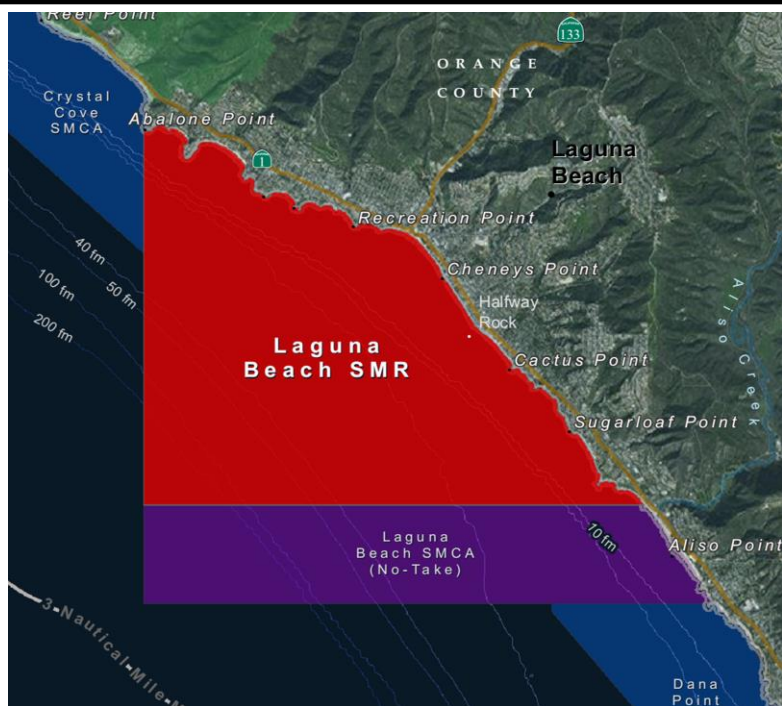 Reef Point
133
ORANGE
COUNTY
Crystal
Cove
SMCA
Abalone Point
1
Laguna
Beach
Recreation Point
40 fm
50 fm
100 fm
200 fm
Cheneys Point
Aliso Creek
Halfway
Rock
Laguna
Beach SMR
Cactus Point
Sugarloaf Point
10 fm
Laguna
Beach SMCA
(No-Take)
Aliso Point
3-Nautical-Mile
Dana
Point